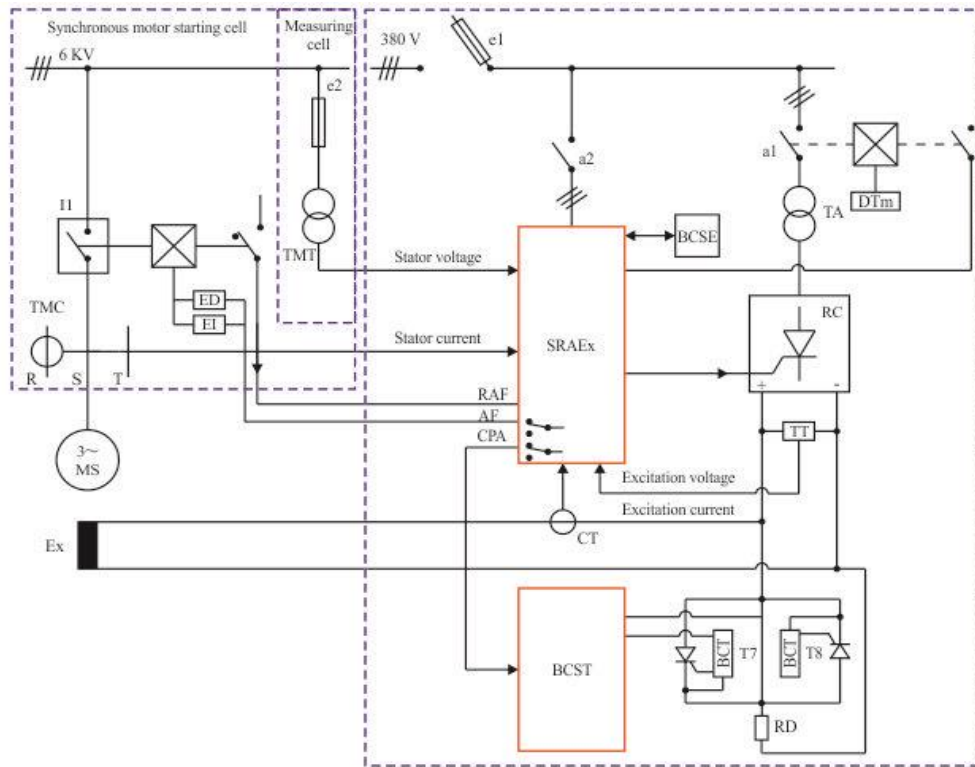 Synchronous motor starting cell
Measuring
cell
6 KV
380 V
e1
e2
a2
a1
DTm
I1
TMT
TA
BCSE
Stator voltage
ED
EI
TMC
RC
Stator current
SRAEx
R
S
T
+
-
RAF
AF
CPA
TT
3~
MS
Excitation voltage
Excitation current
Ex
CT
BCST
BCT
T7
BCT
T8
RD